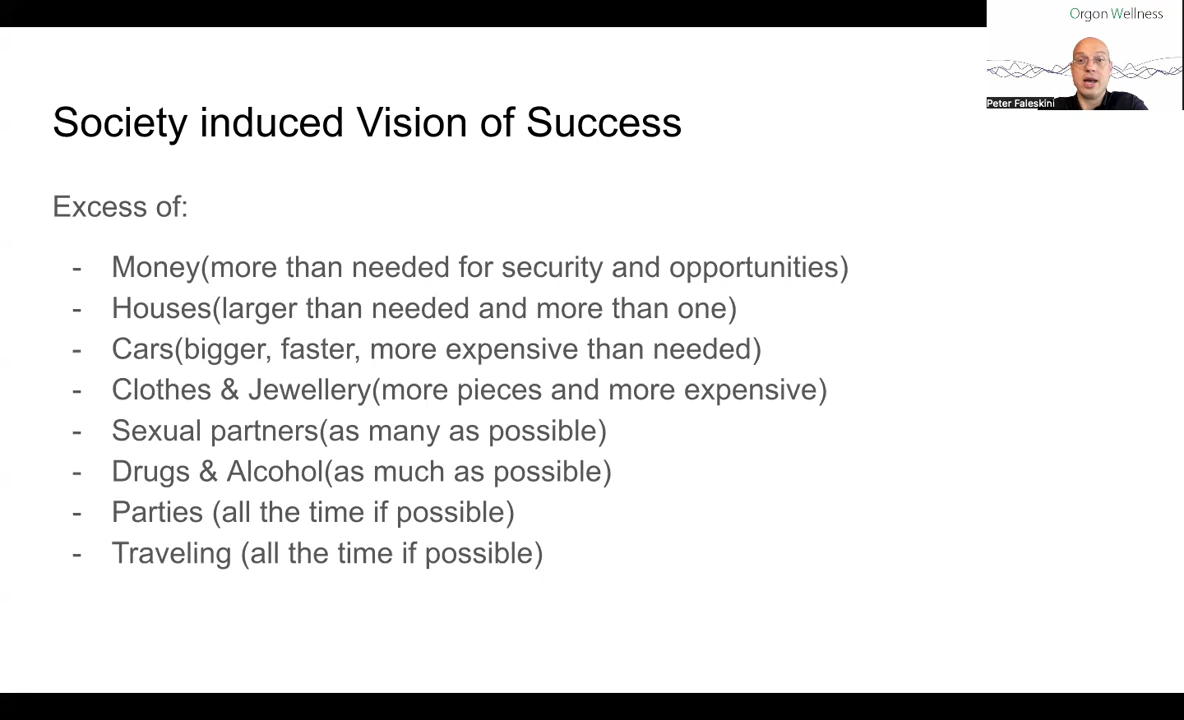 Orgon Wellness
Peter Faleskini
Society induced Vision of Success
Excess of:
- Money(more than needed for security and opportunities)
- Houses(larger than needed and more than one)
- Cars(bigger, faster, more expensive than needed)
- Clothes & Jewellery(more pieces and more expensive)
- Sexual partners(as many as possible)
- Drugs & Alcohol(as much as possible)
- Parties (all the time if possible)
- Traveling (all the time if possible)